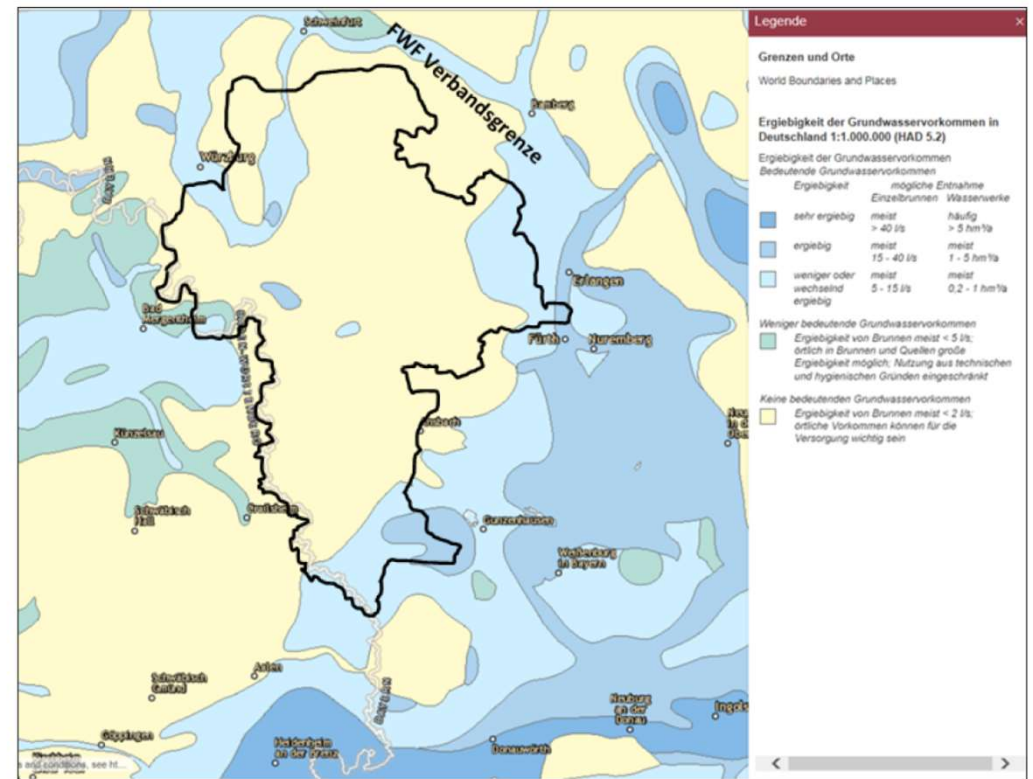 Schweinfurt
FWF Verbandsgrenze
Bamberg
Würzburg
Erlangen
Bad
Mergentheim
Fürth
Nuremberg
Künzelsau
Schwäbisch
Hall
Crailsheim
Gunzenhausen
Weißenburg
in Bayern
Aalen
Schwäbisch
Gmünd
Göppingen
Heidenheim
an der Brenz
Donauwörth
Neuburg
an der
Donau
Ingols
s and conditions, see ht...
Legende
×
Grenzen und Orte
World Boundaries and Places
Ergiebigkeit der Grundwasservorkommen in
Deutschland 1:1.000.000 (HAD 5.2)
Ergiebigkeit der Grundwasservorkommen
Bedeutende Grundwasservorkommen
Ergiebigkeit mögliche Entnahme
Einzelbrunnen Wasserwerke
sehr ergiebig meist häufig
> 40 l/s > 5 hm³/a
ergiebig meist meist
15 - 40 l/s 1 - 5 hm³/a
weniger oder meist meist
wechselnd 5 - 15 l/s 0,2 - 1 hm³/a
ergiebig
Weniger bedeutende Grundwasservorkommen
Ergiebigkeit von Brunnen meist < 5 l/s;
örtlich in Brunnen und Quellen große
Ergiebigkeit möglich; Nutzung aus technischen
und hygienischen Gründen eingeschränkt
Keine bedeutenden Grundwasservorkommen
Ergiebigkeit von Brunnen meist < 2 l/s;
örtliche Vorkommen können für die
Versorgung wichtig sein